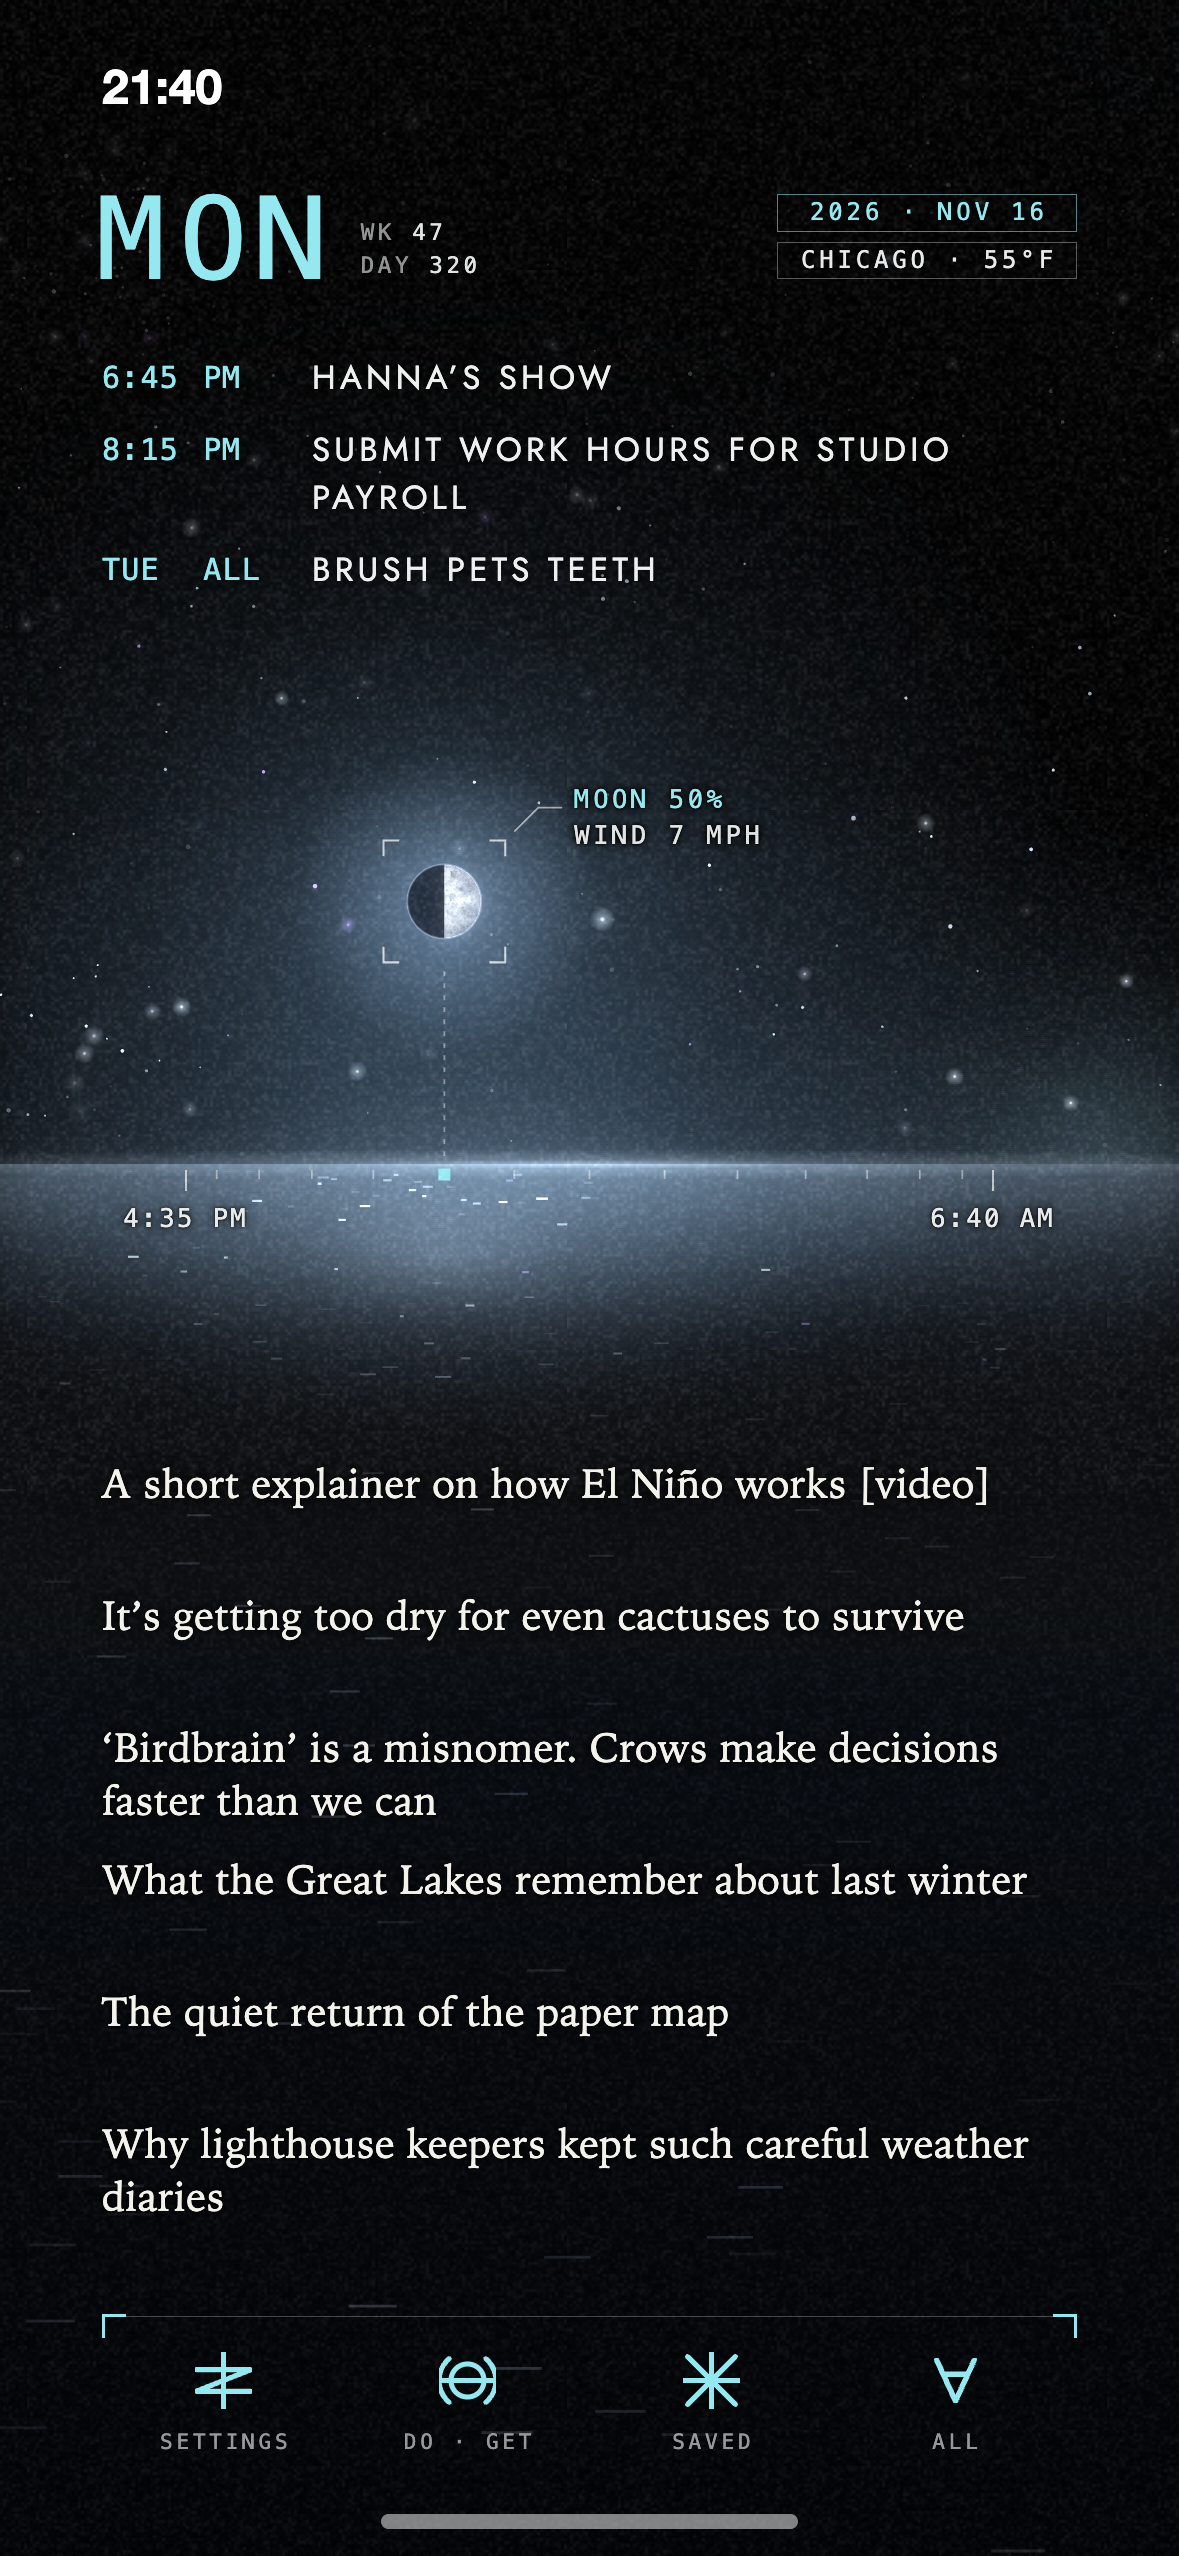 21:40
MON
WK 47
DAY 320
2026 · NOV 16
CHICAGO · 55°F
6:45 PM HANNA’S SHOW
8:15 PM SUBMIT WORK HOURS FOR STUDIO
PAYROLL
TUE ALL BRUSH PETS TEETH
MOON 50%
WIND 7 MPH
4:35 PM
6:40 AM
A short explainer on how El Niño works [video]
It’s getting too dry for even cactuses to survive
‘Birdbrain’ is a misnomer. Crows make decisions
faster than we can
What the Great Lakes remember about last winter
The quiet return of the paper map
Why lighthouse keepers kept such careful weather
diaries
SETTINGS
DO · GET
SAVED
ALL